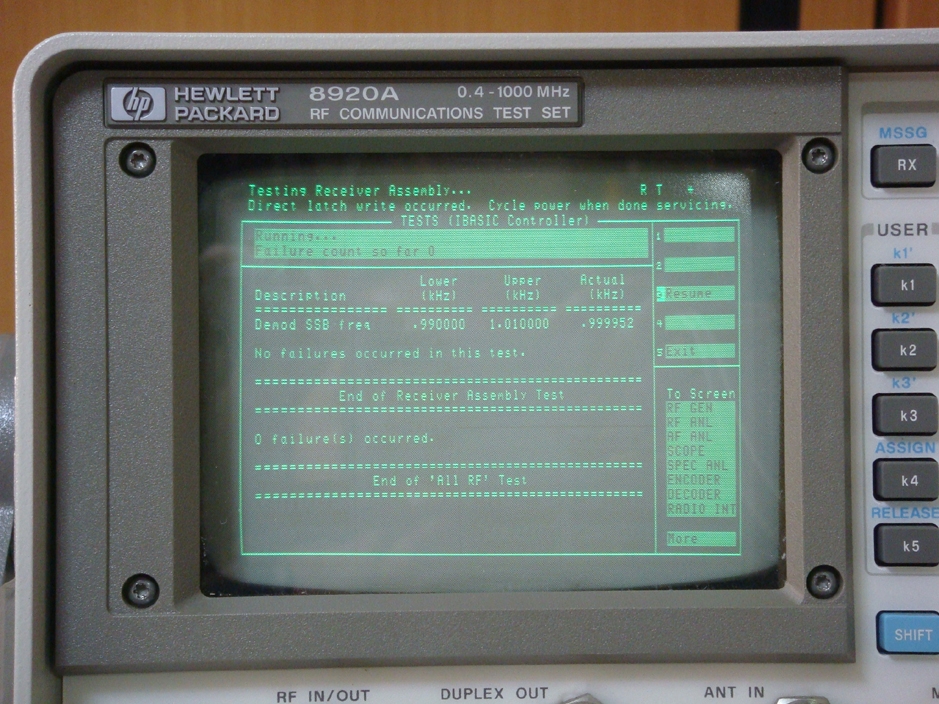 hp HEWLETT PACKARD 8920A 0.4 - 1000 MHz
RF COMMUNICATIONS TEST SET
Testing Receiver Assembly... R T *
Direct latch write occurred. Cycle power when done servicing.
TESTS (IBASIC Controller)
Running...
Failure count so far 0
Lower Upper Actual
Description (kHz) (kHz) (kHz)
================== ========== ========== ==========
Demod SSB freq .990000 1.010000 .999952
No failures occurred in this test.
====================================================
End of Receiver Assembly Test
====================================================
0 failure(s) occurred.
====================================================
End of 'All RF' Test
====================================================
1
2
3 Resume
4
5 Exit
To Screen
RF GEN
RF ANL
AF ANL
SCOPE
SPEC ANL
ENCODER
DECODER
RADIO INT
More
MSSG
RX
USER
k1'
k1
k2'
k2
k3'
k3
ASSIGN
k4
RELEASE
k5
SHIFT
RF IN/OUT DUPLEX OUT ANT IN